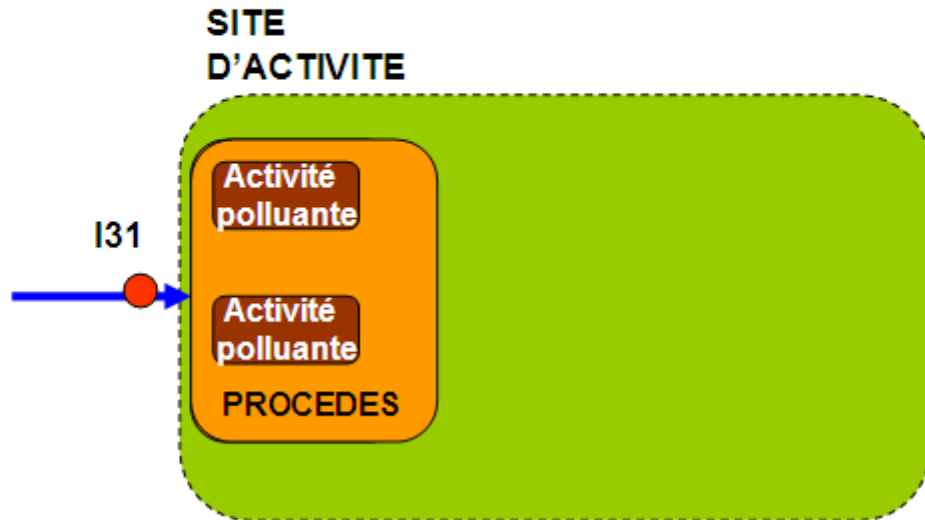 SITE
D’ACTIVITE
Activité
polluante
I31
Activité
polluante
PROCEDES